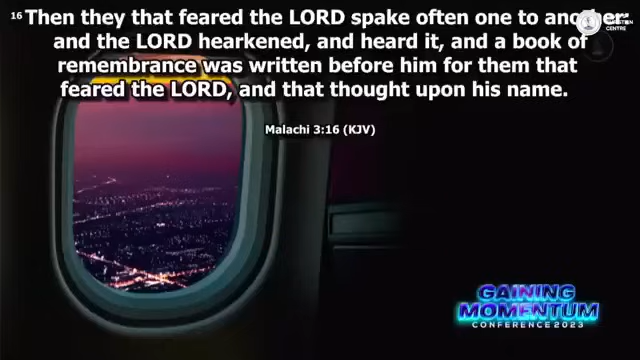 16 Then they that feared the LORD spake often one to another:
and the LORD hearkened, and heard it, and a book of
remembrance was written before him for them that
feared the LORD, and that thought upon his name.
Malachi 3:16 (KJV)
CENTRE
GAINING
MOMENTUM
CONFERENCE 2023